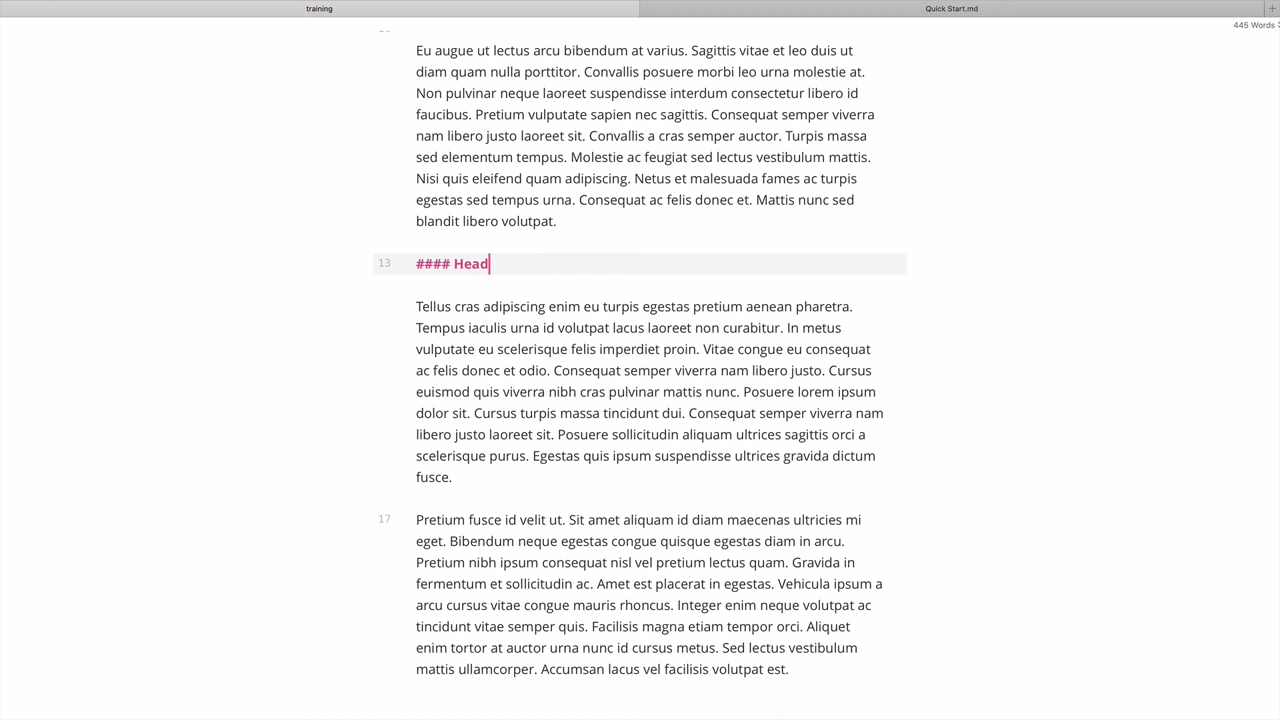 training
Quick Start.md
445 Words
Eu augue ut lectus arcu bibendum at varius. Sagittis vitae et leo duis ut
diam quam nulla porttitor. Convallis posuere morbi leo urna molestie at.
Non pulvinar neque laoreet suspendisse interdum consectetur libero id
faucibus. Pretium vulputate sapien nec sagittis. Consequat semper viverra
nam libero justo laoreet sit. Convallis a cras semper auctor. Turpis massa
sed elementum tempus. Molestie ac feugiat sed lectus vestibulum mattis.
Nisi quis eleifend quam adipiscing. Netus et malesuada fames ac turpis
egestas sed tempus urna. Consequat ac felis donec et. Mattis nunc sed
blandit libero volutpat.
13 #### Head
Tellus cras adipiscing enim eu turpis egestas pretium aenean pharetra.
Tempus iaculis urna id volutpat lacus laoreet non curabitur. In metus
vulputate eu scelerisque felis imperdiet proin. Vitae congue eu consequat
ac felis donec et odio. Consequat semper viverra nam libero justo. Cursus
euismod quis viverra nibh cras pulvinar mattis nunc. Posuere lorem ipsum
dolor sit. Cursus turpis massa tincidunt dui. Consequat semper viverra nam
libero justo laoreet sit. Posuere sollicitudin aliquam ultrices sagittis orci a
scelerisque purus. Egestas quis ipsum suspendisse ultrices gravida dictum
fusce.
17 Pretium fusce id velit ut. Sit amet aliquam id diam maecenas ultricies mi
eget. Bibendum neque egestas congue quisque egestas diam in arcu.
Pretium nibh ipsum consequat nisl vel pretium lectus quam. Gravida in
fermentum et sollicitudin ac. Amet est placerat in egestas. Vehicula ipsum a
arcu cursus vitae congue mauris rhoncus. Integer enim neque volutpat ac
tincidunt vitae semper quis. Facilisis magna etiam tempor orci. Aliquet
enim tortor at auctor urna nunc id cursus metus. Sed lectus vestibulum
mattis ullamcorper. Accumsan lacus vel facilisis volutpat est.